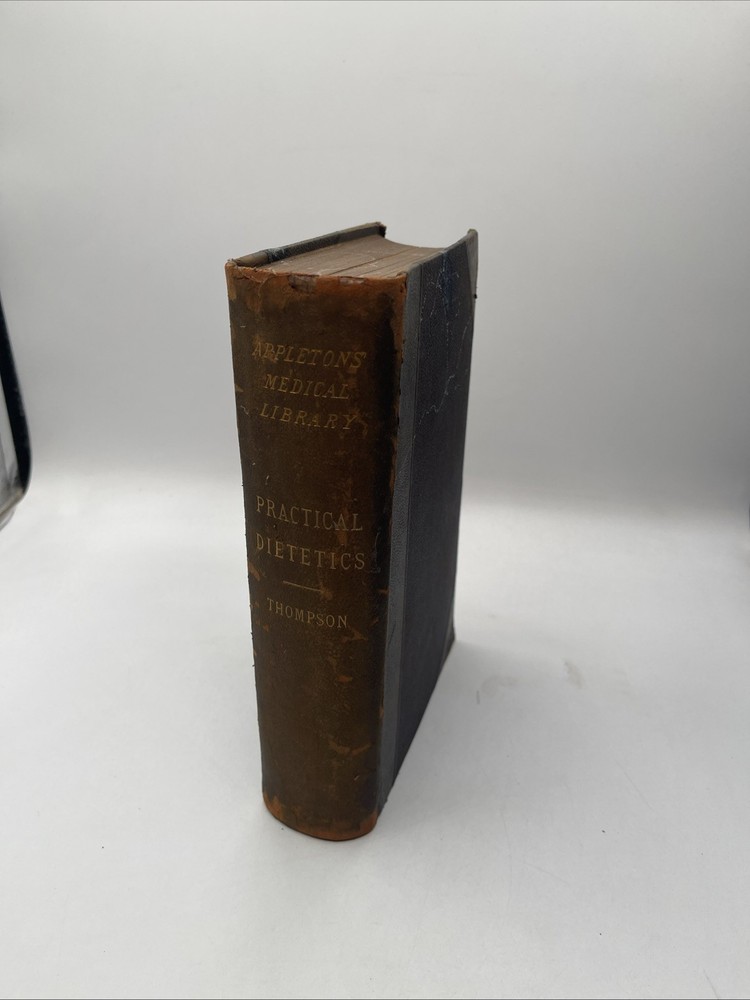 APPLETONS'
MEDICAL
LIBRARY
PRACTICAL
DIETETICS
THOMPSON